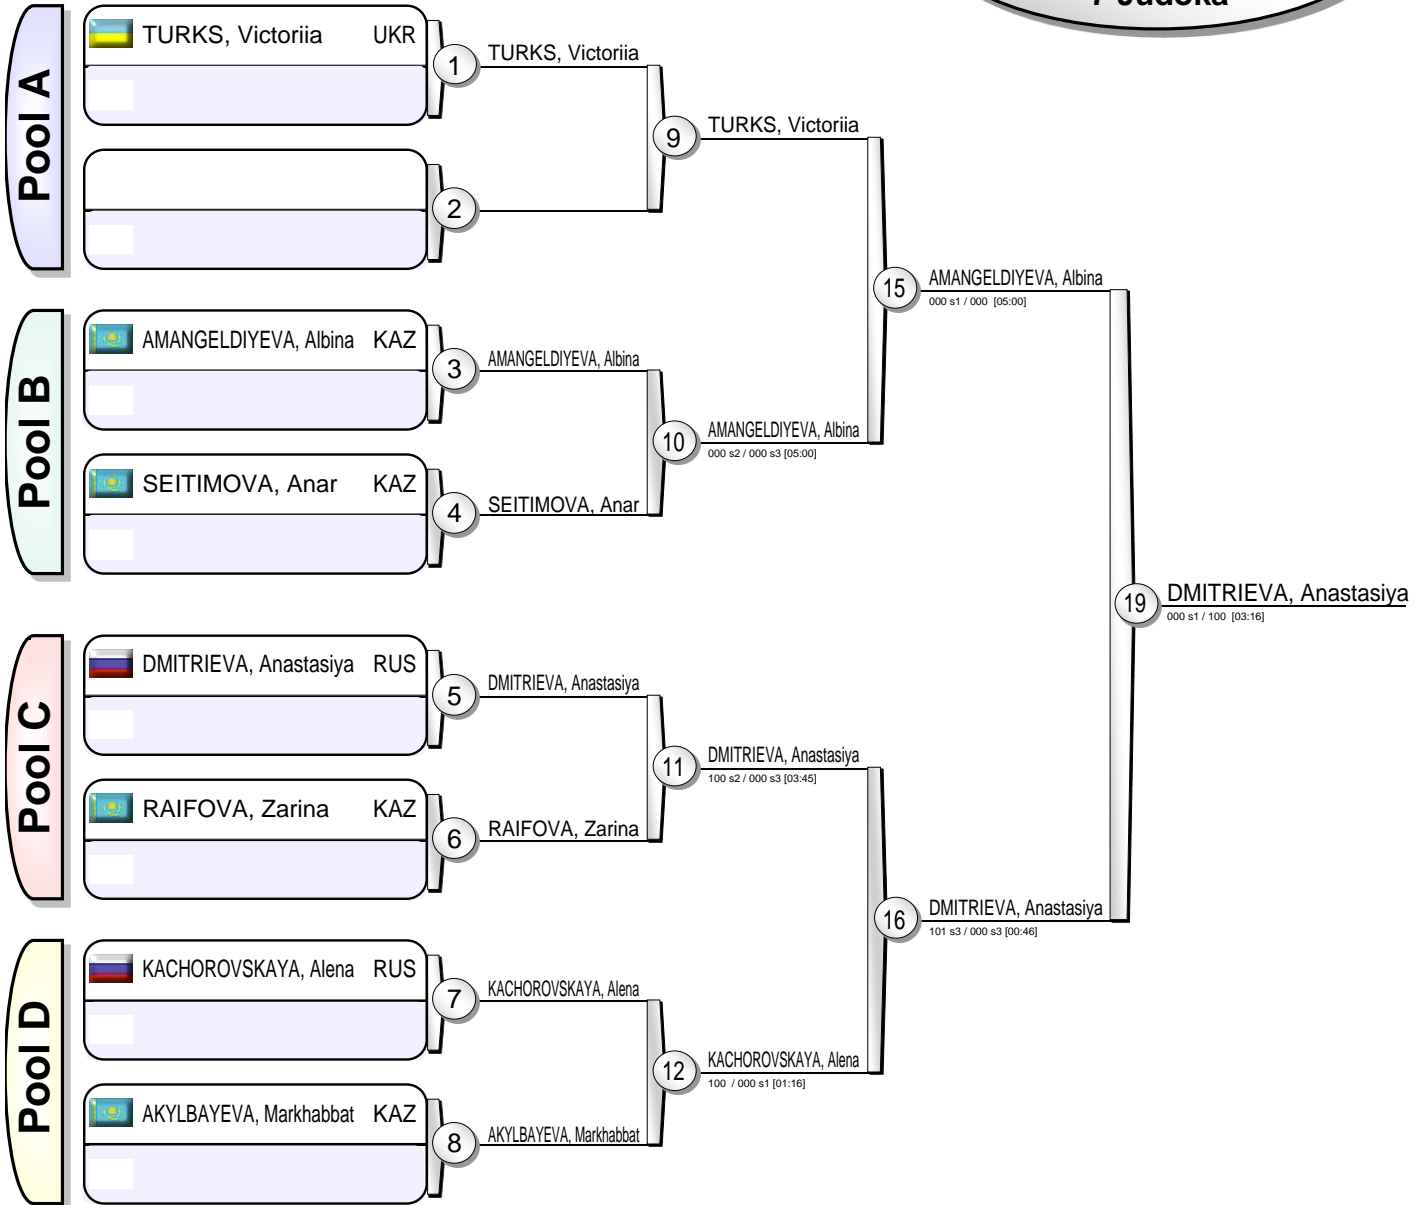 7 Judoka
Pool A
TURKS, Victoriia UKR
1
TURKS, Victoriia
2
9
TURKS, Victoriia
Pool B
AMANGELDIYEVA, Albina KAZ
3
AMANGELDIYEVA, Albina
SEITIMOVA, Anar KAZ
4
SEITIMOVA, Anar
10
AMANGELDIYEVA, Albina
000 s2 / 000 s3 [05:00]
15
AMANGELDIYEVA, Albina
000 s1 / 000 [05:00]
Pool C
DMITRIEVA, Anastasiya RUS
5
DMITRIEVA, Anastasiya
RAIFOVA, Zarina KAZ
6
RAIFOVA, Zarina
11
DMITRIEVA, Anastasiya
100 s2 / 000 s3 [03:45]
Pool D
KACHOROVSKAYA, Alena RUS
7
KACHOROVSKAYA, Alena
AKYLBAYEVA, Markhabbat KAZ
8
AKYLBAYEVA, Markhabbat
12
KACHOROVSKAYA, Alena
100 / 000 s1 [01:16]
16
DMITRIEVA, Anastasiya
101 s3 / 000 s3 [00:46]
19
DMITRIEVA, Anastasiya
000 s1 / 100 [03:16]